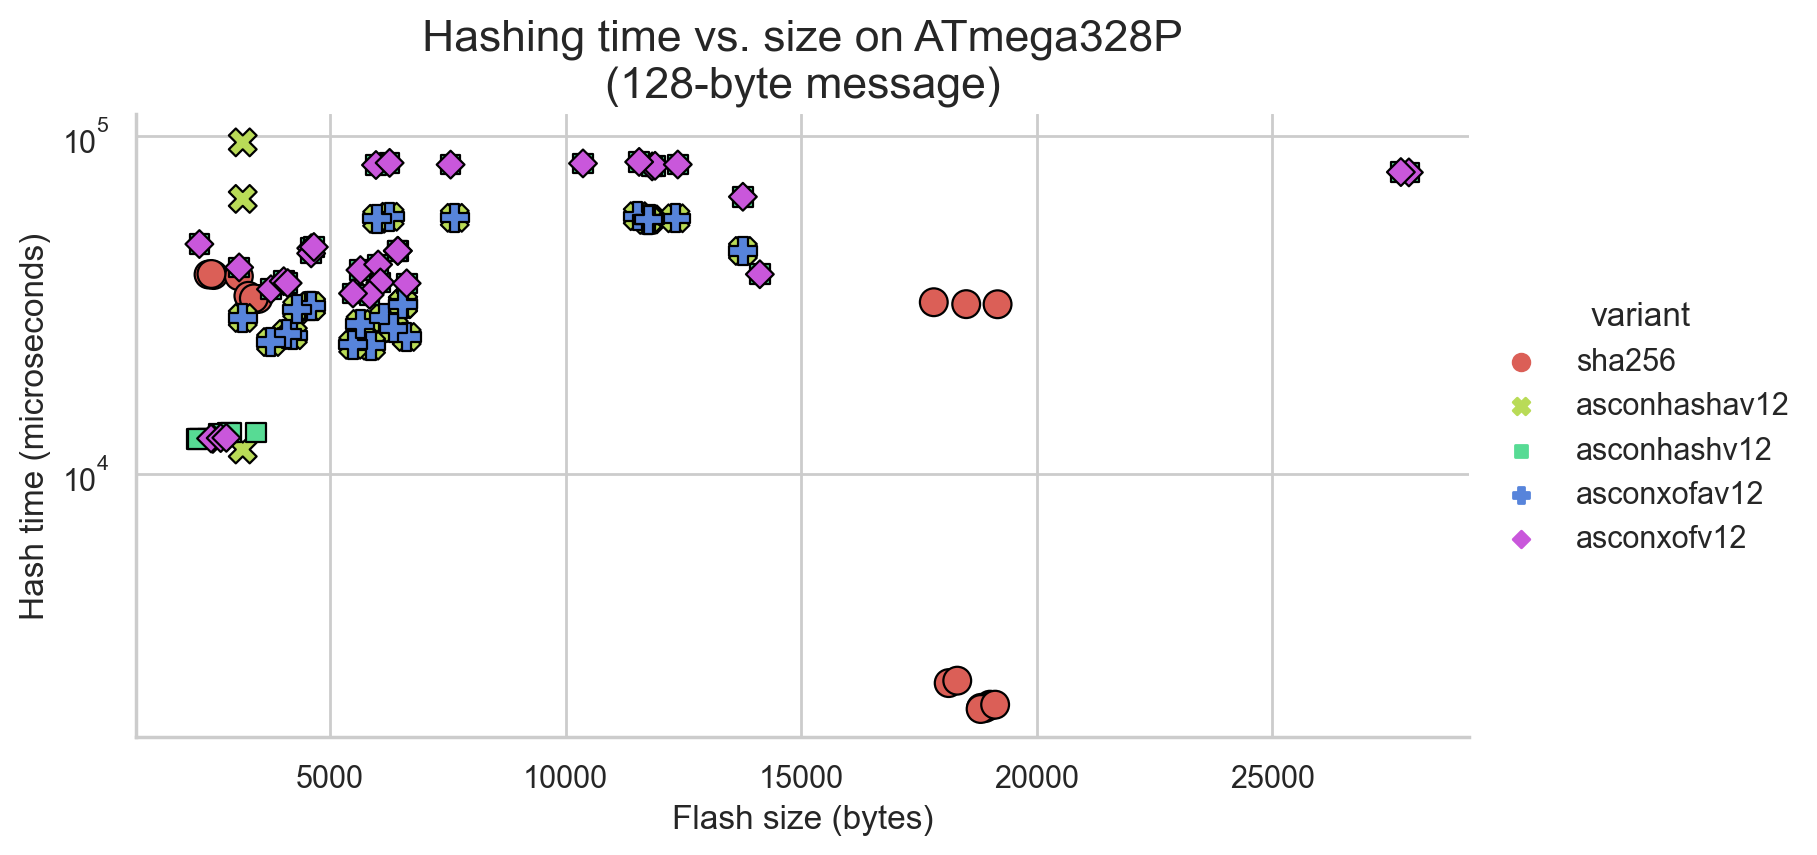 Hashing time vs. size on ATmega328P
(128-byte message)
10^5
10^4
Hash time (microseconds)
5000 10000 15000 20000 25000
Flash size (bytes)
variant
sha256
asconhashav12
asconhashv12
asconxofav12
asconxofv12